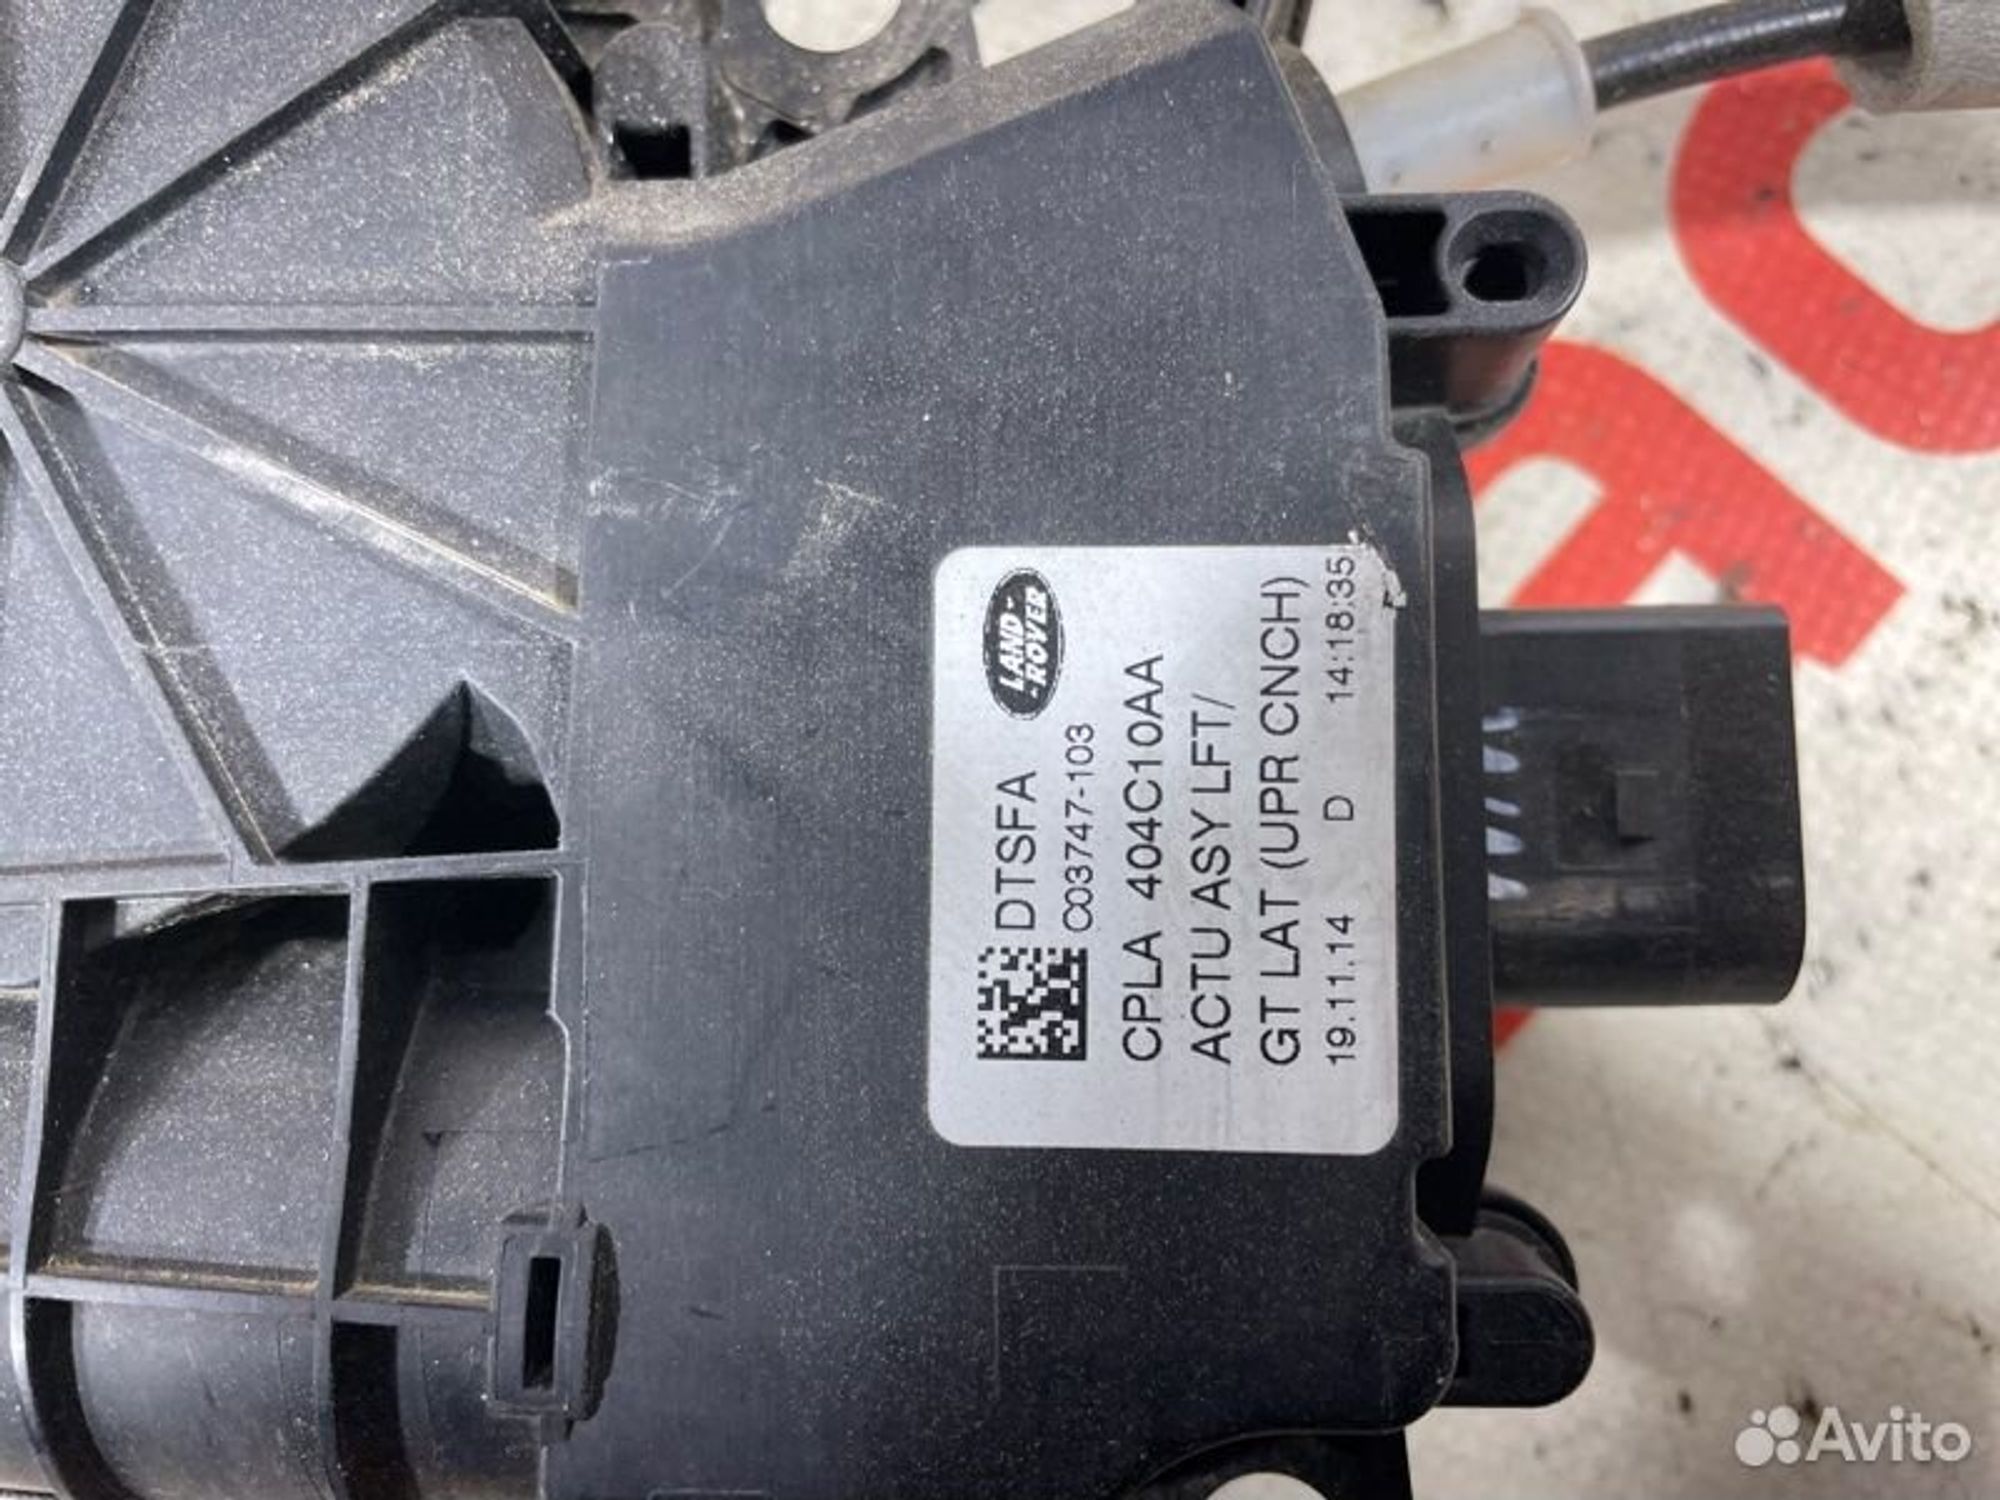 LAND
-ROVER
DTSFA
C03747-103
CPLA 404C10AA
ACTU ASY LFT/
GT LAT (UPR CNCH)
19.11.14 D 14:18:35
Avito